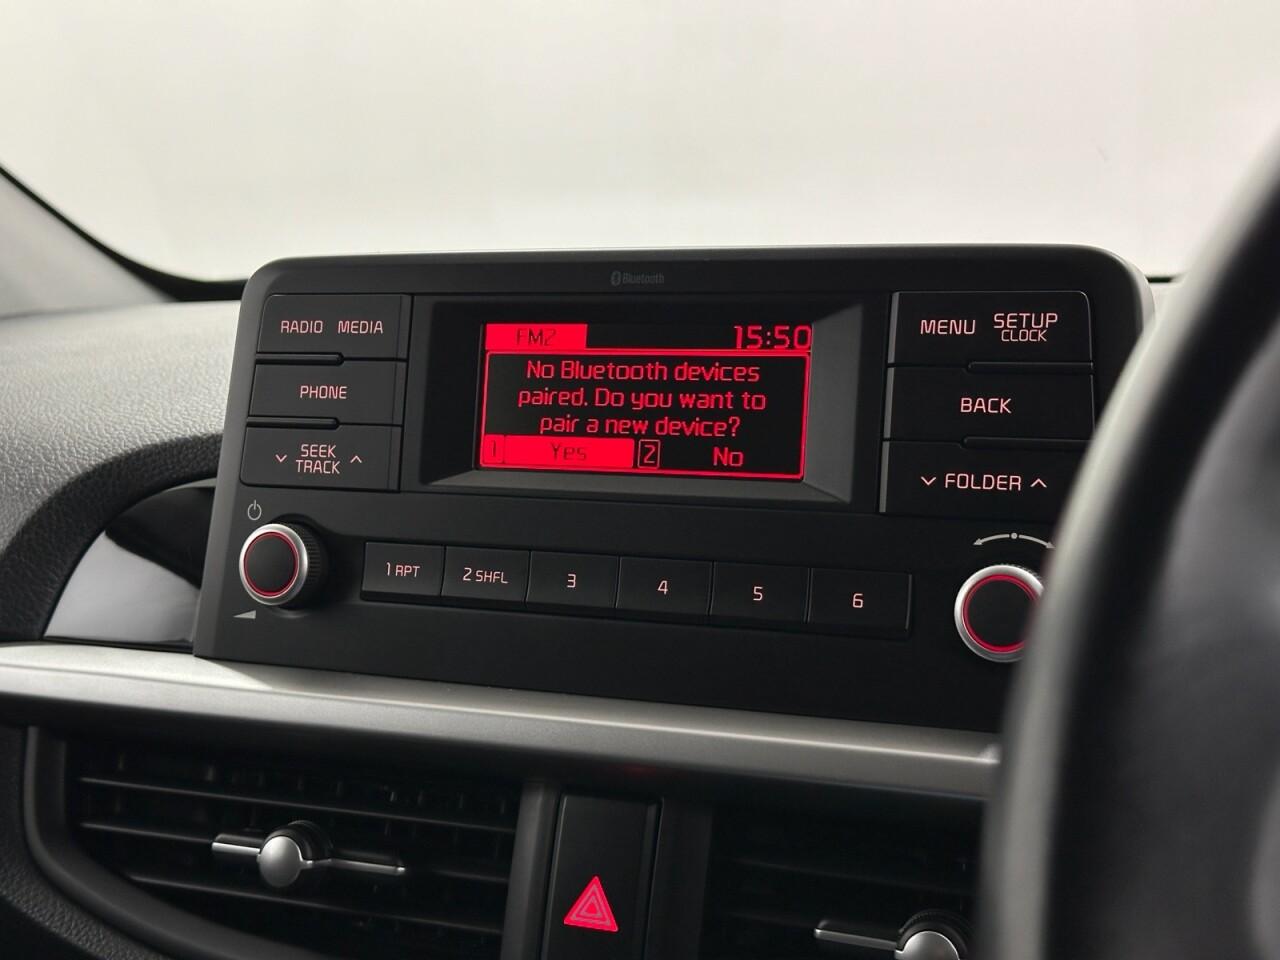 Bluetooth
RADIO MEDIA
PHONE
SEEK
TRACK
FM2 15:50
No Bluetooth devices
paired. Do you want to
pair a new device?
1 Yes 2 No
MENU SETUP
CLOCK
BACK
FOLDER
1 RPT 2 SHFL 3 4 5 6